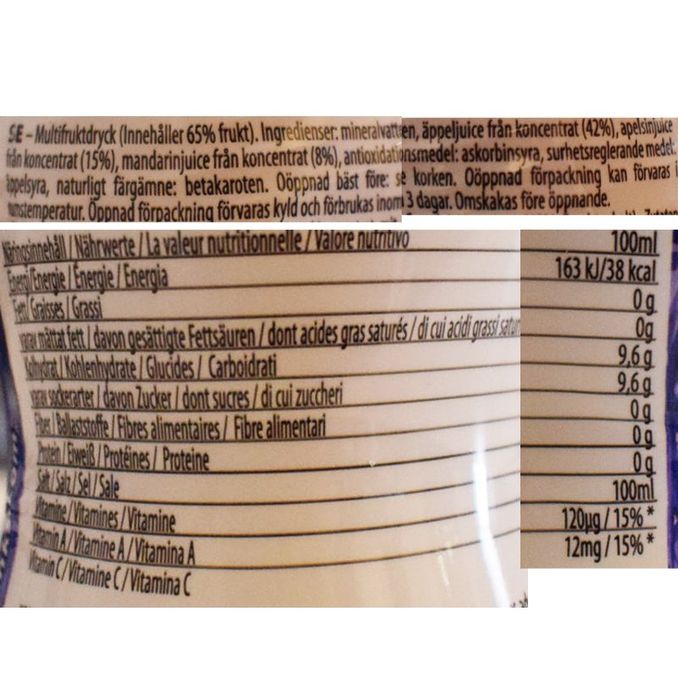 SE – Multifruktdryck (Innehåller 65% frukt). Ingredienser: mineralvatten, äppeljuice från koncentrat (42%), apelsinjuice
från koncentrat (15%), mandarinjuice från koncentrat (8%), antioxidationsmedel: askorbinsyra, surhetsreglerande medel:
äppelsyra, naturligt färgämne: betakaroten. Oöppnad bäst före: se korken. Oöppnad förpackning kan förvaras i
rumstemperatur. Öppnad förpackning förvaras kyld och förbrukas inom 3 dagar. Omskakas före öppnande.
Näringsinnehåll / Nährwerte / La valeur nutritionnelle / Valore nutritivo 100ml
Energi / Energie / Énergie / Energia 163 kJ/38 kcal
Fett / Graisses / Grassi 0 g
varav mättat fett / davon gesättigte Fettsäuren / dont acides gras saturés / di cui acidi grassi saturi 0g
Kolhydrat / Kohlenhydrate / Glucides / Carboidrati 9,6 g
varav sockerarter / davon Zucker / dont sucres / di cui zuccheri 9,6 g
Fiber / Ballaststoffe / Fibres alimentaires / Fibre alimentari 0 g
Protein / Eiweiß / Protéines / Proteine 0 g
Salt / Salz / Sel / Sale 0 g
Vitamine / Vitamines / Vitamine 100ml
Vitamin A / Vitamine A / Vitamina A 120µg / 15% *
Vitamin C / Vitamine C / Vitamina C 12mg / 15% *